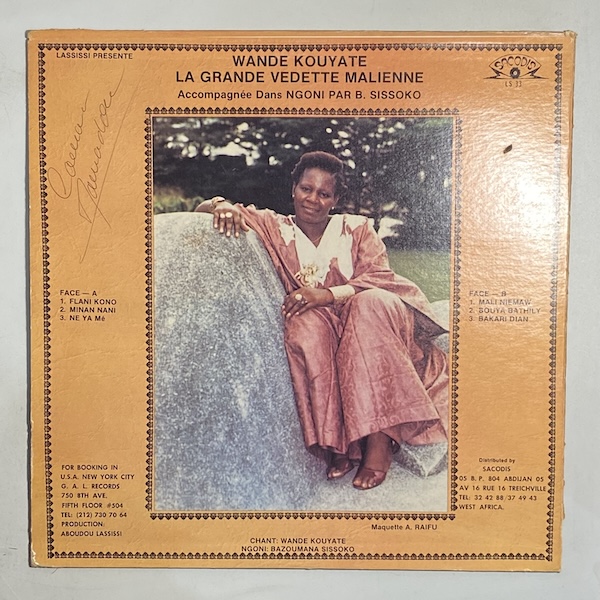 LASSISSI PRESENTE
WANDE KOUYATE
LA GRANDE VEDETTE MALIENNE
Accompagnée Dans NGONI PAR B. SISSOKO
SACODIS
LS 33
FACE — A
1. FLANI KONO
2. MINAN NANI
3. NE YA Mé
FACE — B
1. MALI NIEMAW
2. BOUYA BATHILY
3. BAKARI DIAN
FOR BOOKING IN
U.S.A. NEW YORK CITY
G. A. L. RECORDS
750 8TH AVE.
FIFTH FLOOR #504
TEL: (212) 730 70 64
PRODUCTION:
ABOUDOU LASSISSI
Distributed by
SACODIS
05 B. P. 804 ABDIJAN 05
AV 16 RUE 16 TREICHVILLE
TEL: 32 42 88 37 49 43
WEST AFRICA.
Maquette A. RAIFU
CHANT: WANDE KOUYATE
NGONI: BAZOUMANA SISSOKO